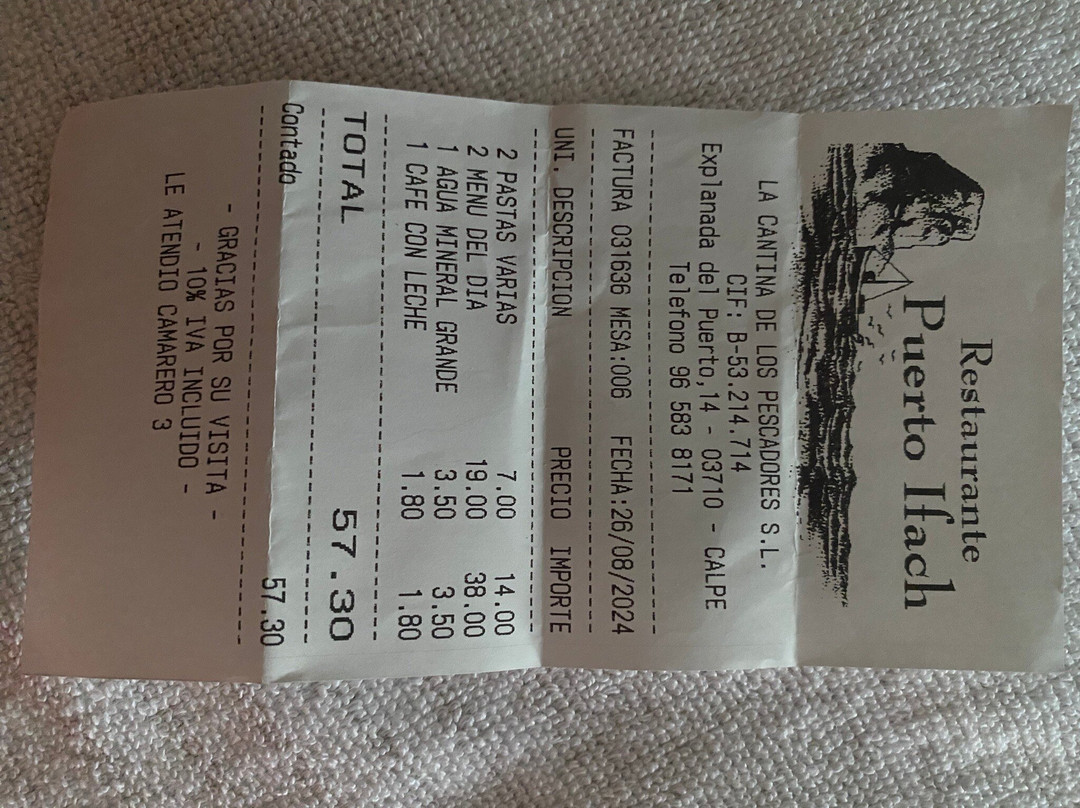 Restaurante
Puerto Ifach
LA CANTINA DE LOS PESCADORES S.L.
CIF: B-53.214.714
Explanada del Puerto,14 - 03710 - CALPE
Telefono 96 583 8171
FACTURA 031636 MESA:006 FECHA:26/08/2024
UNI. DESCRIPCION PRECIO IMPORTE
2 PASTAS VARIAS 7.00 14.00
2 MENU DEL DIA 19.00 38.00
1 AGUA MINERAL GRANDE 3.50 3.50
1 CAFE CON LECHE 1.80 1.80
TOTAL 57.30
Contado 57.30
- GRACIAS POR SU VISITA -
- 10% IVA INCLUIDO -
LE ATENDIO CAMARERO 3